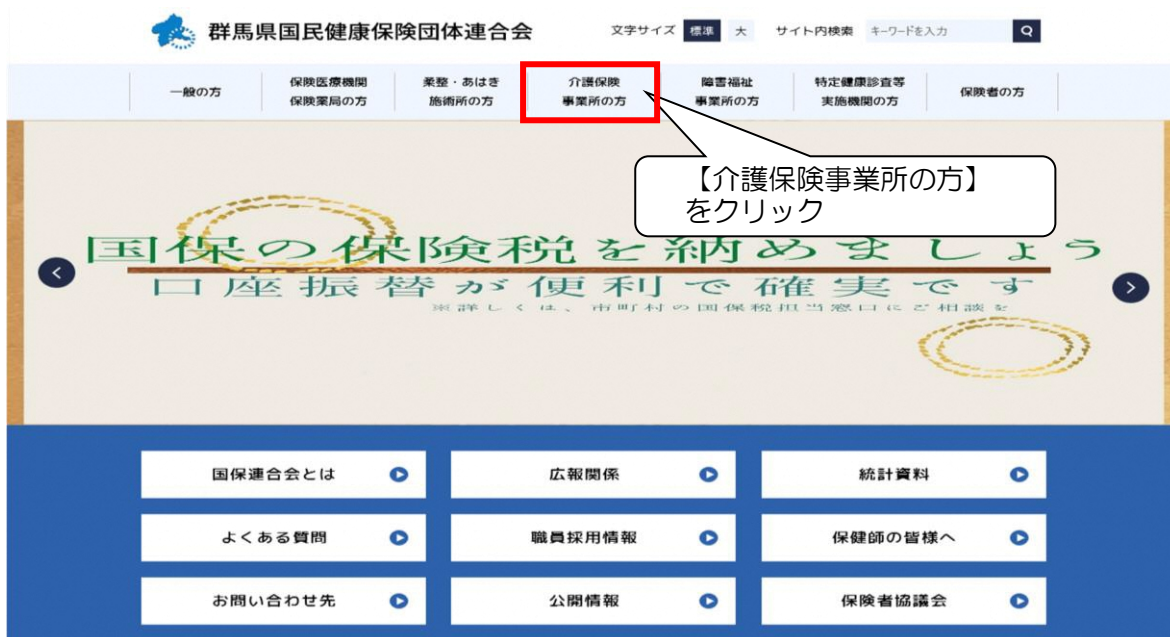 群馬県国民健康保険団体連合会
文字サイズ 標準 大 サイト内検索 キーワードを入力
一般の方
保険医療機関
保険薬局の方
柔整・あはき
施術所の方
介護保険
事業所の方
障害福祉
事業所の方
特定健康診査等
実施機関の方
保険者の方
【介護保険事業所の方】
をクリック
国保の保険税を納めましょう
口座振替が便利で確実です
※詳しくは、市町村の国保税担当窓口にご相談を
国保連合会とは
広報関係
統計資料
よくある質問
職員採用情報
保健師の皆様へ
お問い合わせ先
公開情報
保険者協議会